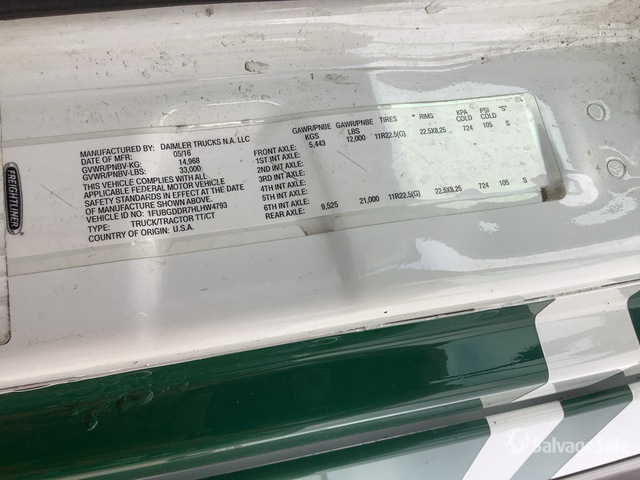 FREIGHTLINER
MANUFACTURED BY: DAIMLER TRUCKS N.A. LLC
DATE OF MFR: 05/16
GVWR/PNBV-KG: 14,968
GVWR/PNBV-LBS: 33,000
THIS VEHICLE COMPLIES WITH ALL
APPLICABLE FEDERAL MOTOR VEHICLE
SAFETY STANDARDS IN EFFECT AT THE DATE
OF MANUFACTURE SHOWN ABOVE.
VEHICLE ID NO.: 1FUBGDDR7HLHW4793
TYPE: TRUCK/TRACTOR TT/CT
COUNTRY OF ORIGIN: U.S.A.
GAWR/PNBE KGS GAWR/PNBE LBS TIRES RIMS KPA COLD PSI COLD "S"
FRONT AXLE: 5,443 12,000 11R22.5(G) 22.5X8.25 724 105 S
1ST INT AXLE:
2ND INT AXLE:
3RD INT AXLE:
4TH INT AXLE:
5TH INT AXLE:
6TH INT AXLE:
REAR AXLE: 9,525 21,000 11R22.5(G) 22.5X8.25 724 105 S
SalvageSale